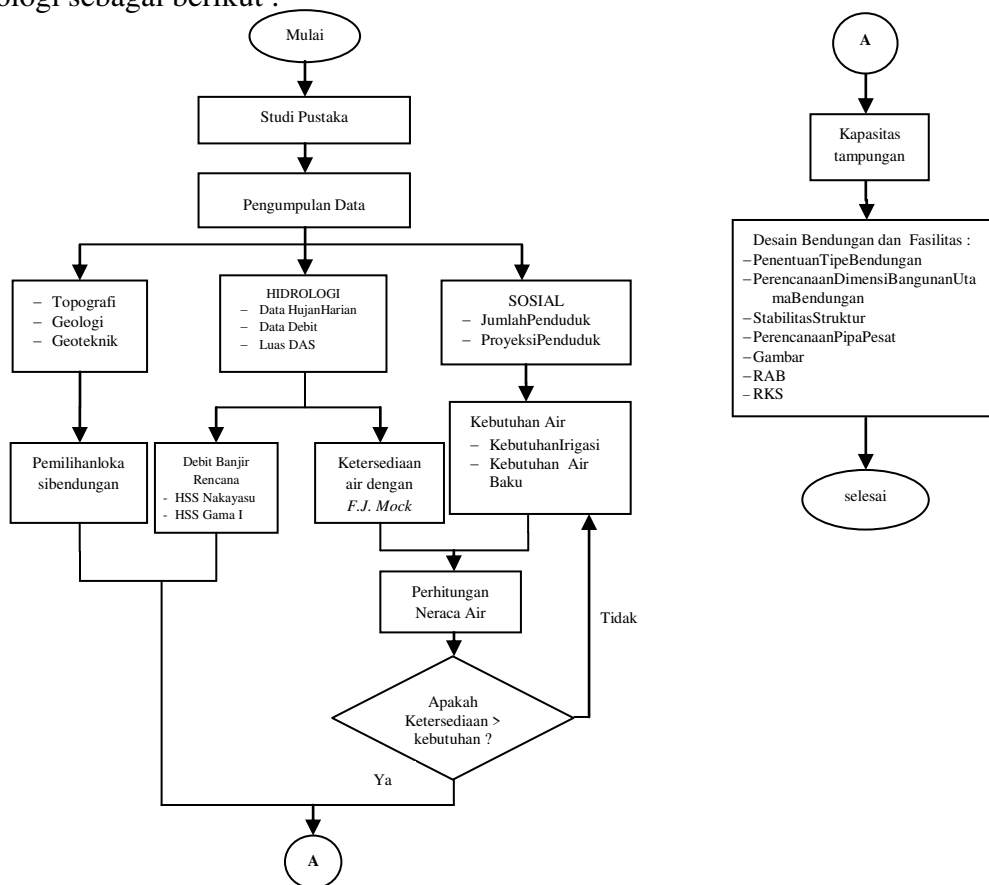 ologi sebagai berikut :
Mulai
Studi Pustaka
Pengumpulan Data
– Topografi
– Geologi
– Geoteknik
HIDROLOGI
– Data HujanHarian
– Data Debit
– Luas DAS
SOSIAL
– JumlahPenduduk
– ProyeksiPenduduk
Pemilihanloka
sibendungan
Debit Banjir
Rencana
- HSS Nakayasu
- HSS Gama I
Ketersediaan
air dengan
F.J. Mock
Kebutuhan Air
– KebutuhanIrigasi
– Kebutuhan Air
Baku
Perhitungan
Neraca Air
Tidak
Apakah
Ketersediaan >
kebutuhan ?
Ya
A
A
Kapasitas
tampungan
Desain Bendungan dan Fasilitas :
–PenentuanTipeBendungan
–PerencanaanDimensiBangunanUta
maBendungan
–StabilitasStruktur
–PerencanaanPipaPesat
–Gambar
–RAB
–RKS
selesai